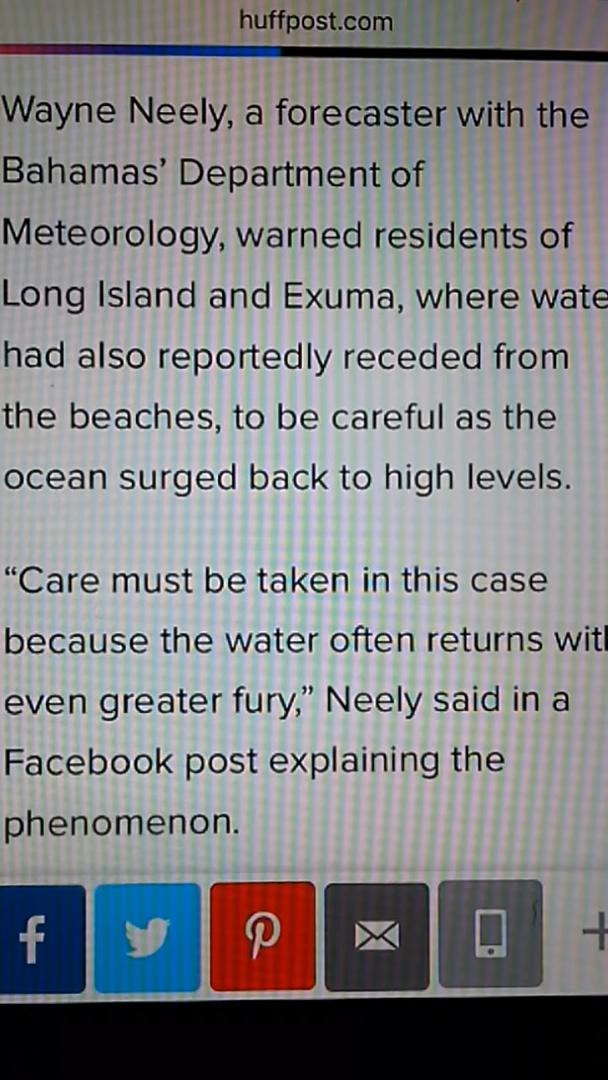 huffpost.com
Wayne Neely, a forecaster with the
Bahamas’ Department of
Meteorology, warned residents of
Long Island and Exuma, where wate
had also reportedly receded from
the beaches, to be careful as the
ocean surged back to high levels.
“Care must be taken in this case
because the water often returns wit
even greater fury,” Neely said in a
Facebook post explaining the
phenomenon.